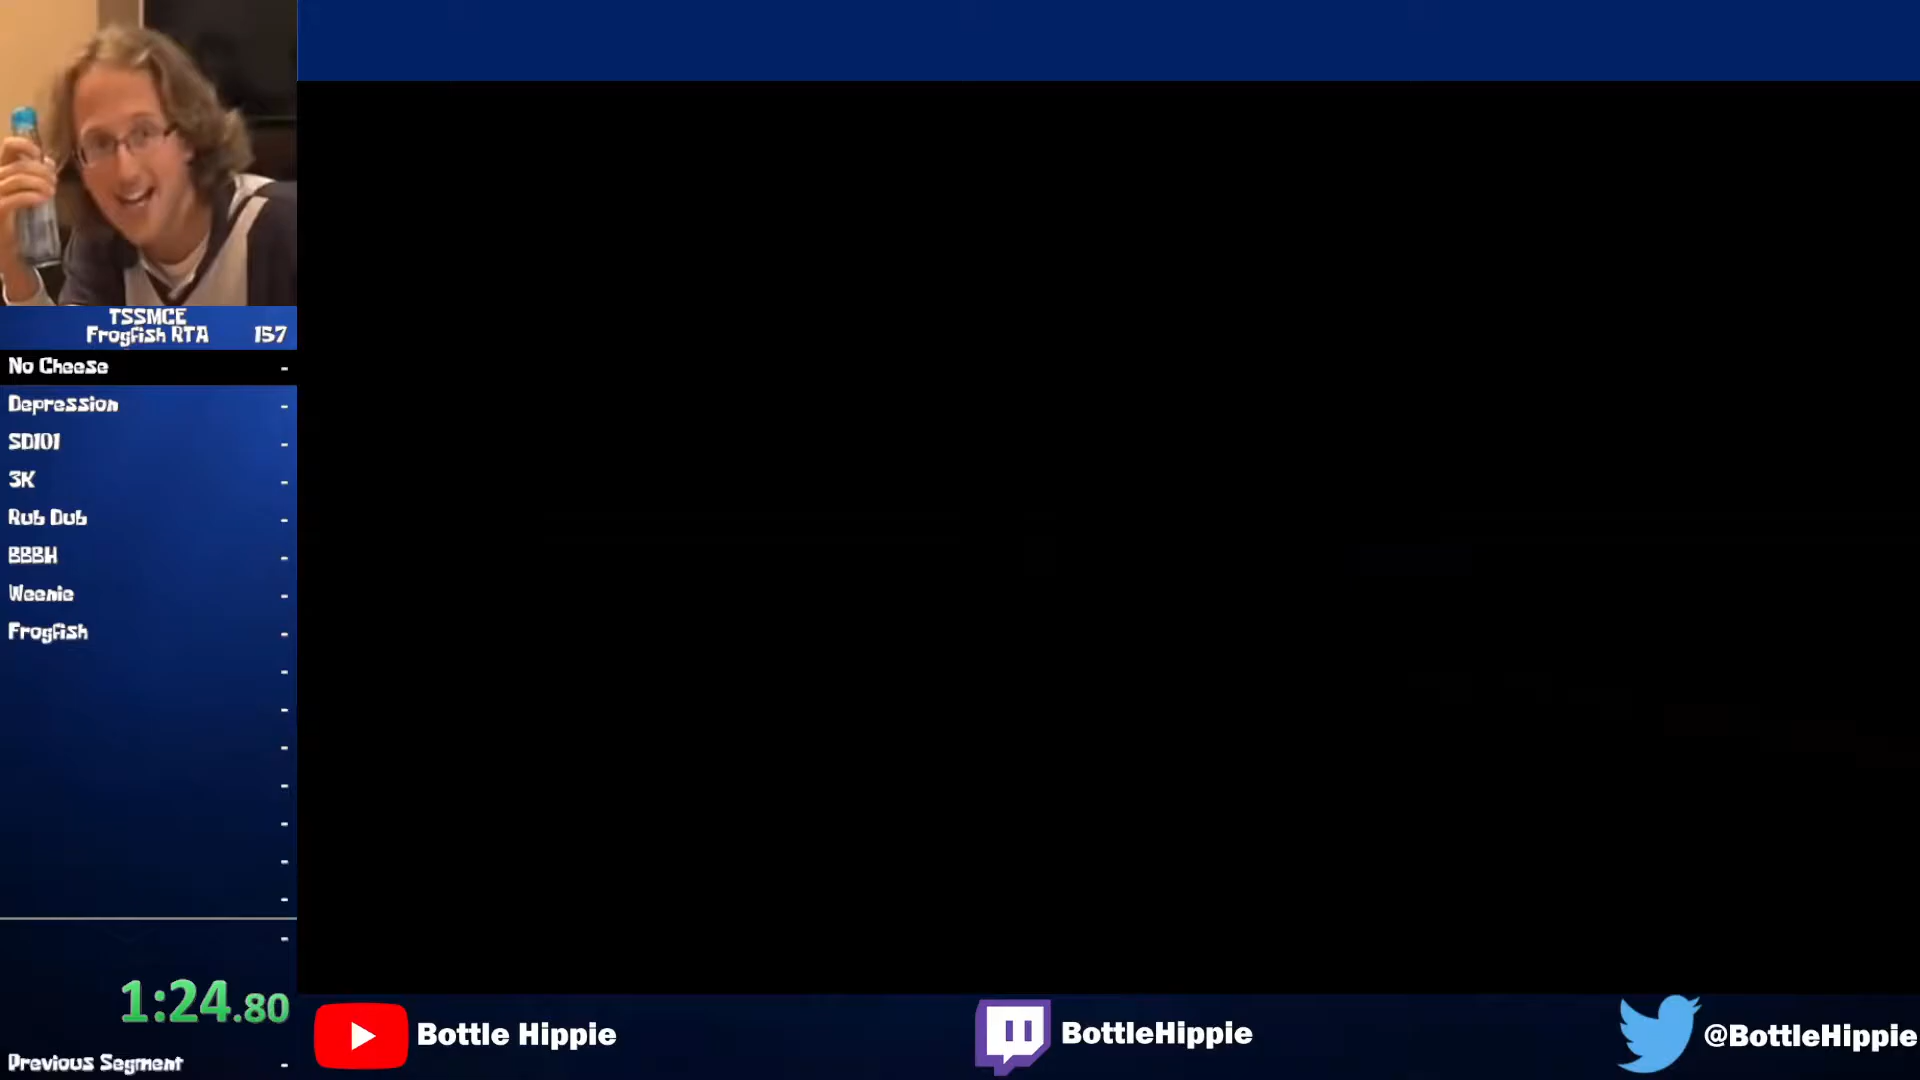 TSSMCE
Frogfish RTA 157
No Cheese -
Depression -
SD101 -
3K -
Rub Dub -
BBBH -
Weenie -
Frogfish -
-
-
-
-
-
-
-
-
1:24.80
Previous Segment -
Bottle Hippie
BottleHippie
@BottleHippie